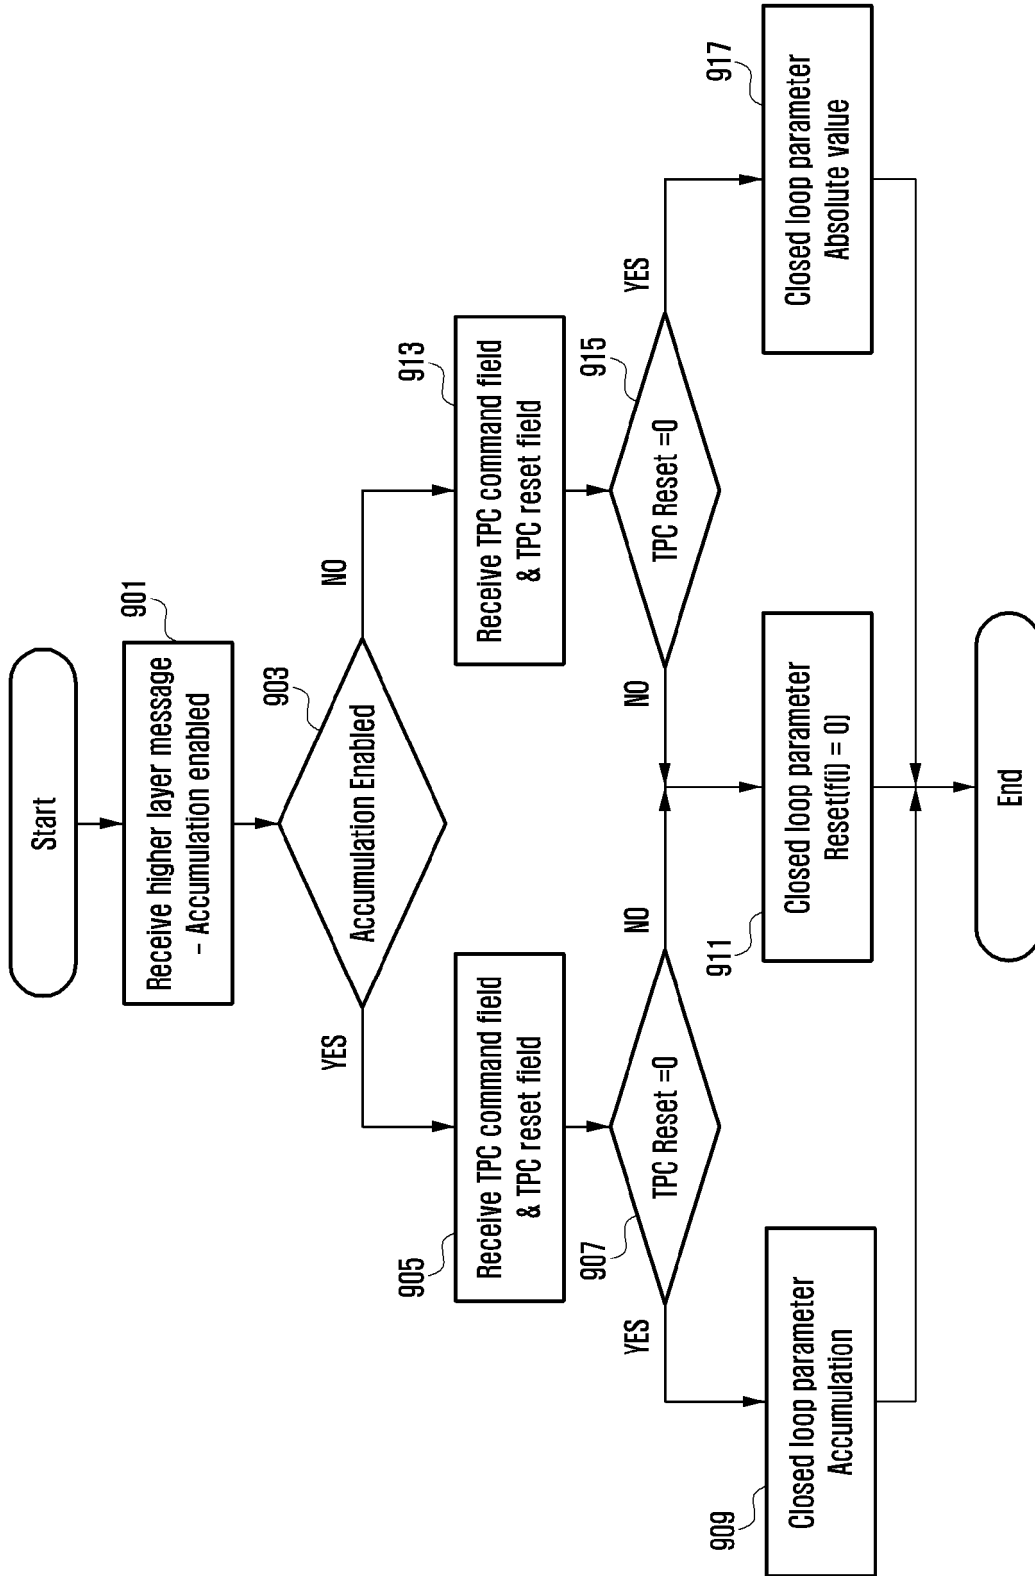 Start
901
Receive higher layer message
- Accumulation enabled
903
Accumulation Enabled
YES
NO
905
Receive TPC command field
& TPC reset field
913
Receive TPC command field
& TPC reset field
907
TPC Reset =0
YES
NO
915
TPC Reset =0
NO
YES
909
Closed loop parameter
Accumulation
911
Closed loop parameter
Reset(f(i) = 0)
917
Closed loop parameter
Absolute value
End